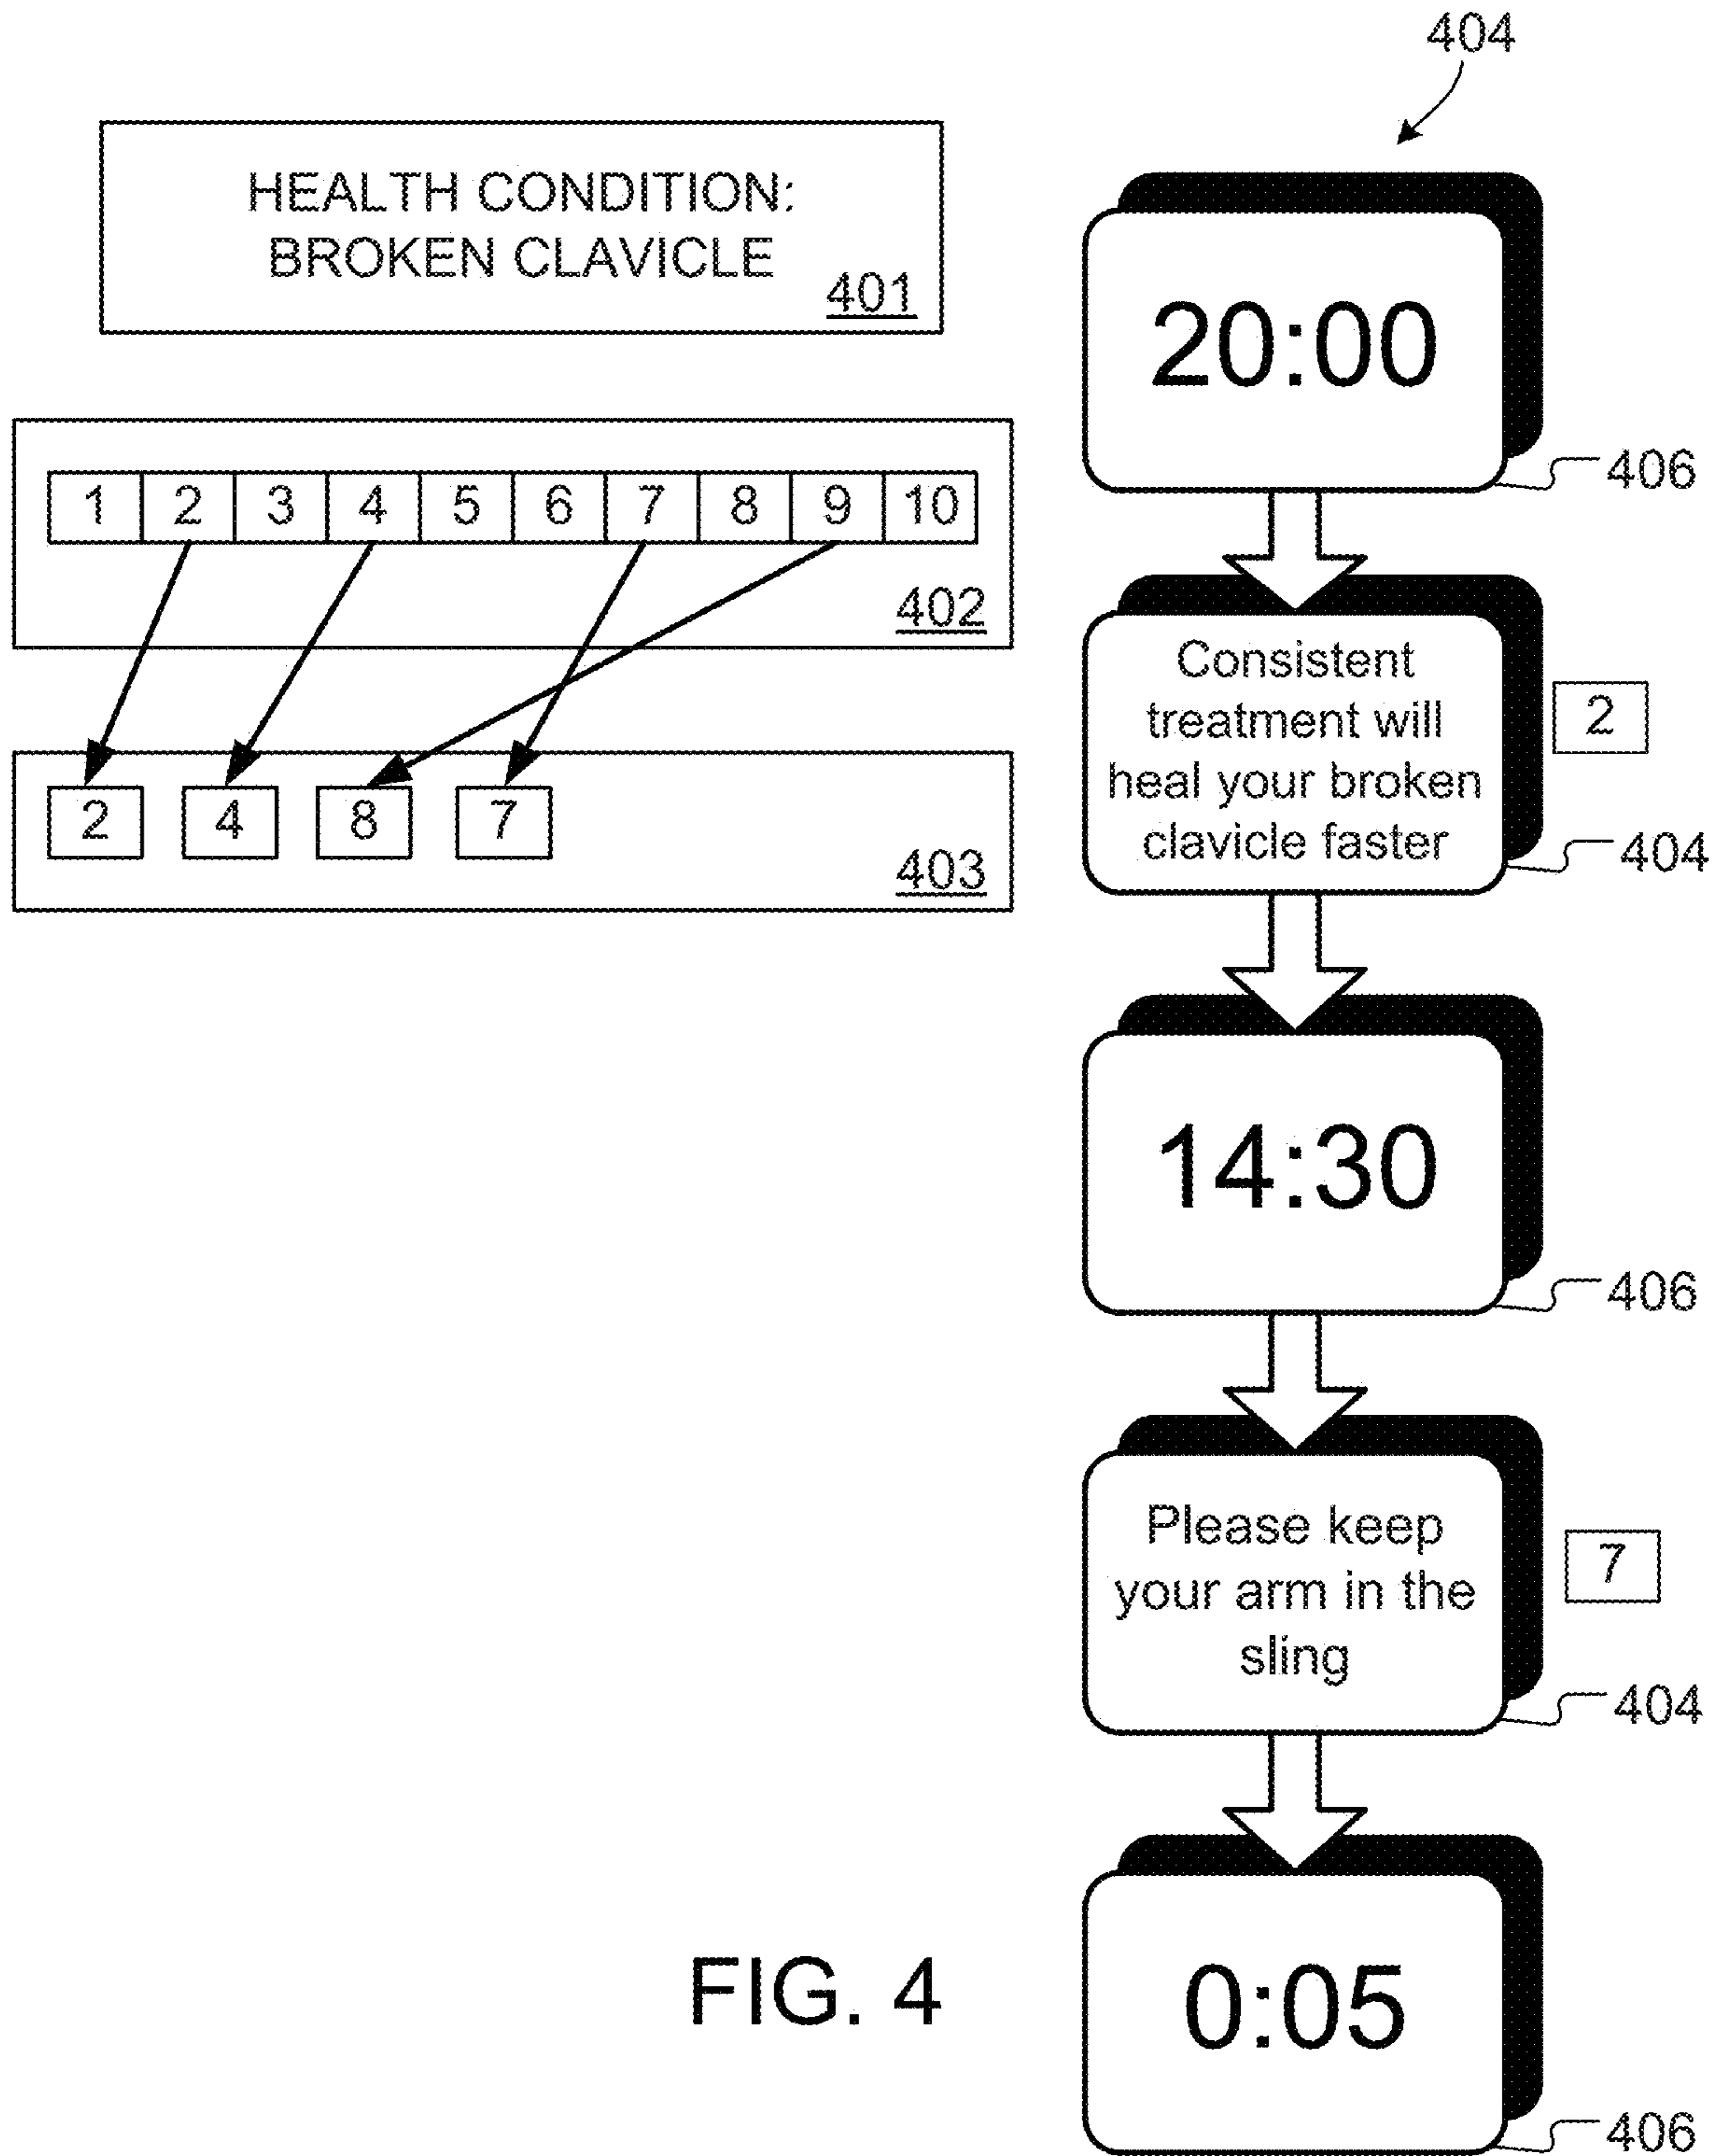 404
HEALTH CONDITION:
BROKEN CLAVICLE
401
20:00
406
1 2 3 4 5 6 7 8 9 10
402
Consistent
treatment will
heal your broken
clavicle faster
2
404
2 4 8 7
403
14:30
406
Please keep
your arm in the
sling
7
404
0:05
406
FIG. 4